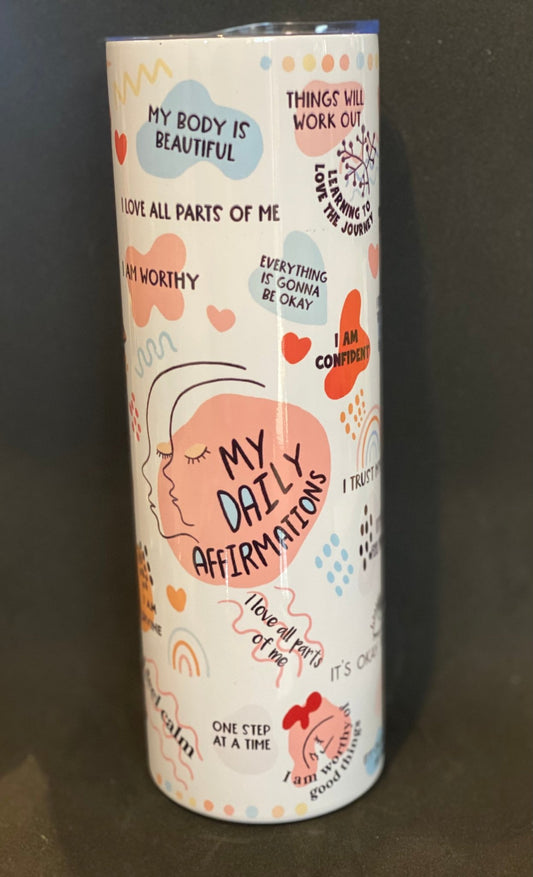 THINGS WILL
WORK OUT
MY BODY IS
BEAUTIFUL
LEARNING TO
LOVE THE JOURNEY
I LOVE ALL PARTS OF ME
I AM WORTHY
EVERYTHING
IS GONNA
BE OKAY
I AM
CONFIDENT
MY
DAILY
AFFIRMATIONS
I TRUST
I love all parts
of me
AM
IT'S OKAY
calm
ONE STEP
AT A TIME
I am worthy of
good things